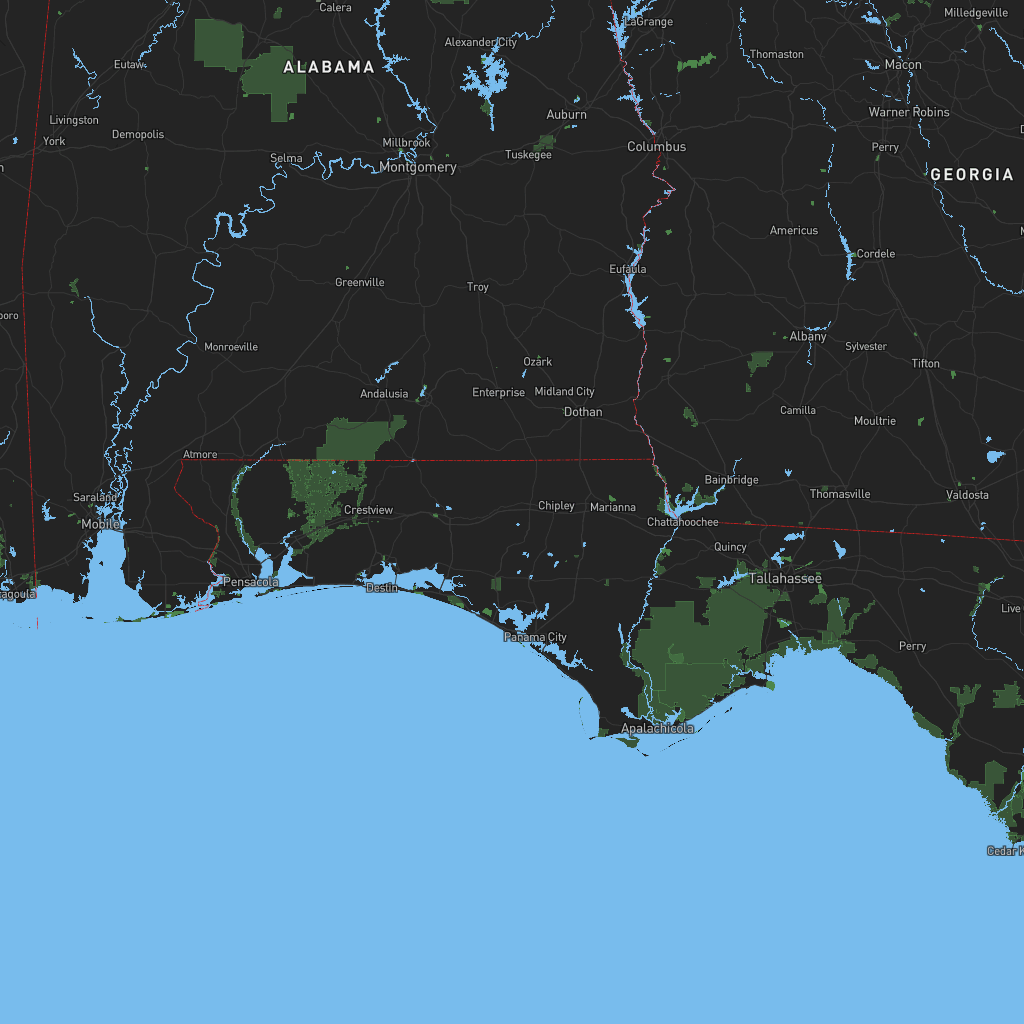 Calera
LaGrange
Milledgeville
Alexander City
Thomaston
Eutaw
ALABAMA
Macon
Livingston
Auburn
Warner Robins
Demopolis
York
Millbrook
Columbus
Perry
Selma
Tuskegee
Montgomery
GEORGIA
Americus
Cordele
Eufaula
Greenville
Troy
boro
Albany
Monroeville
Sylvester
Ozark
Tifton
Andalusia
Enterprise
Midland City
Dothan
Camilla
Moultrie
Atmore
Bainbridge
Saraland
Thomasville
Valdosta
Chipley
Marianna
Crestview
Mobile
Chattahoochee
Quincy
Pensacola
Destin
Tallahassee
tagoula
Live
Panama City
Perry
Apalachicola
Cedar K